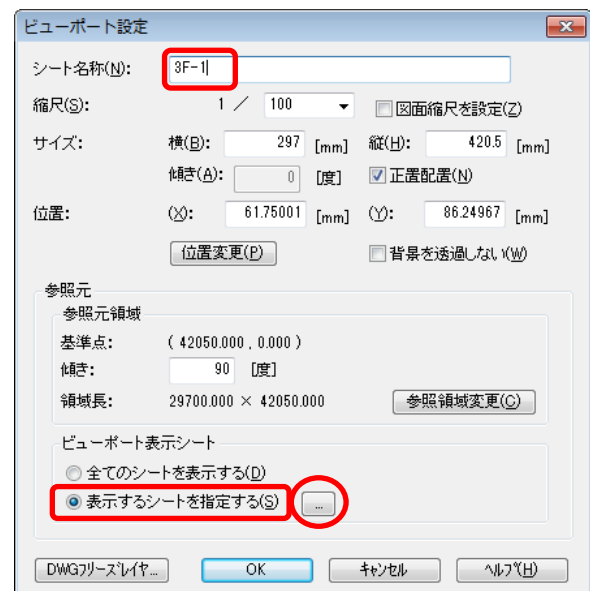 ビューポート設定
シート名称(N): 3F-1
縮尺(S): 1 / 100 図面縮尺を設定(Z)
サイズ: 横(B): 297 [mm] 縦(H): 420.5 [mm]
傾き(A): 0 [度] 正置配置(N)
位置: (X): 61.75001 [mm] (Y): 86.24967 [mm]
位置変更(P) 背景を透過しない(W)
参照元
参照元領域
基準点: ( 42050.000 , 0.000 )
傾き: 90 [度]
領域長: 29700.000 × 42050.000 参照領域変更(C)
ビューポート表示シート
全てのシートを表示する(D)
表示するシートを指定する(S) ...
DWGフリーズレイヤ... OK キャンセル ヘルプ(H)